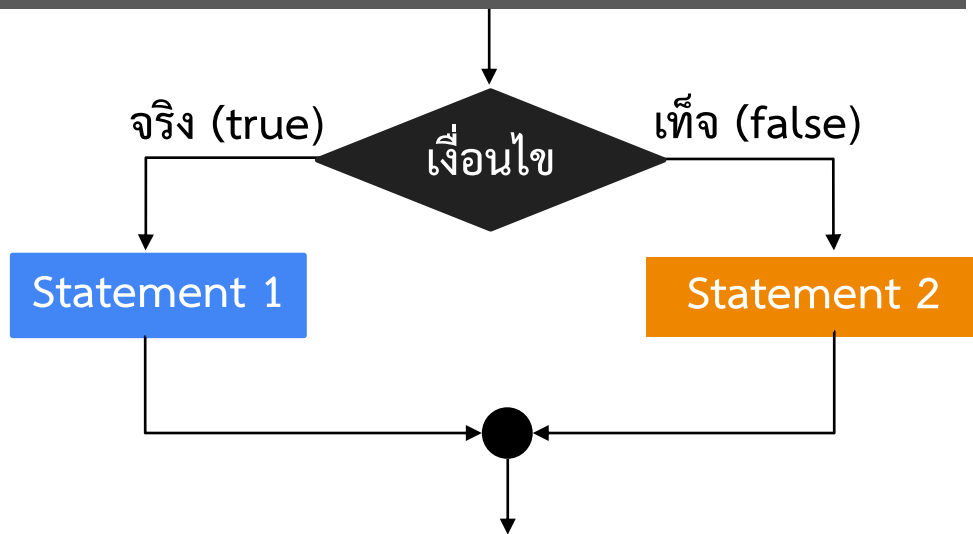 จริง (true)
เท็จ (false)
เงื่อนไข
Statement 1
Statement 2